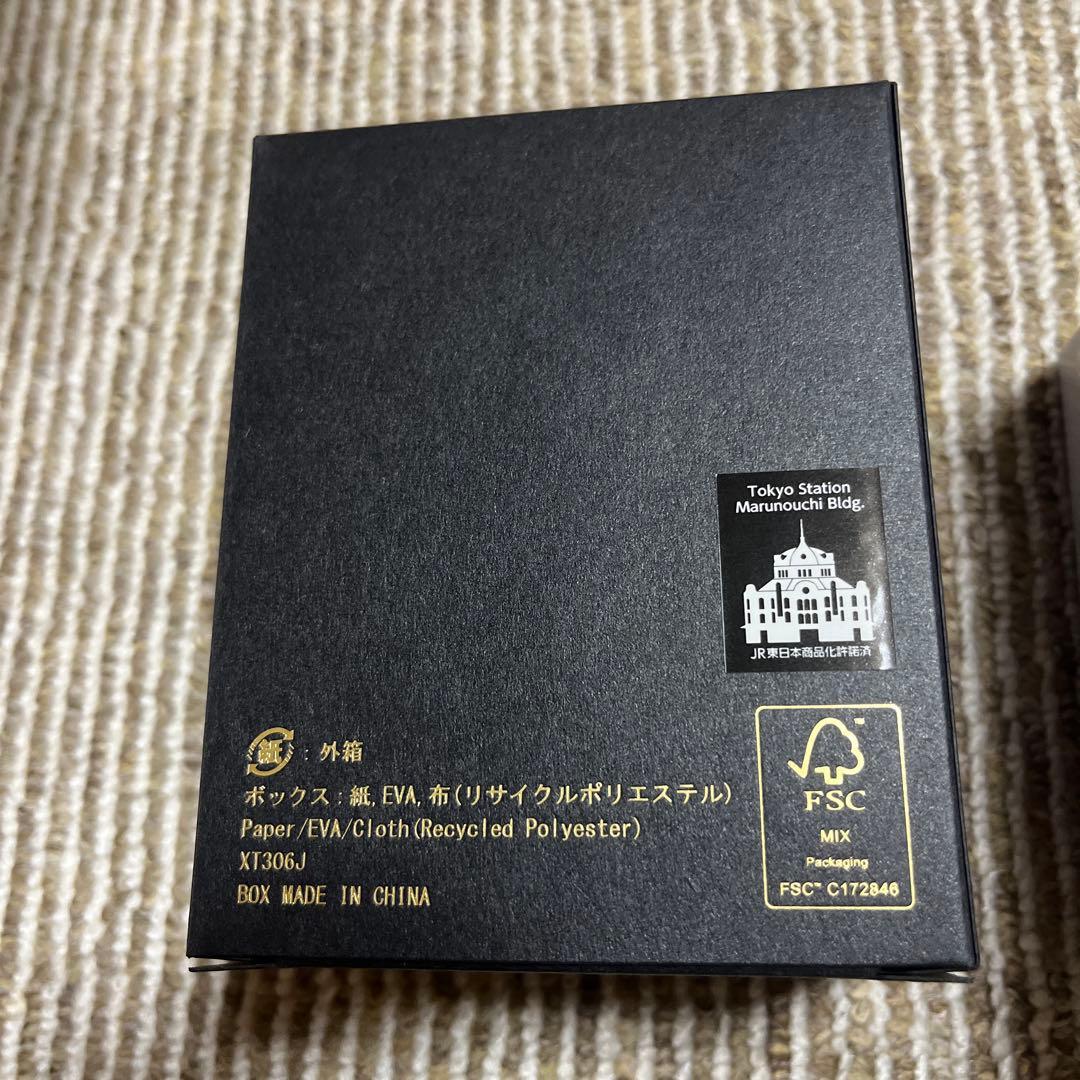 Tokyo Station
Marunouchi Bldg.
JR東日本商品化許諾済
紙 : 外箱
ボックス : 紙, EVA, 布(リサイクルポリエステル)
Paper/EVA/Cloth(Recycled Polyester)
XT306J
BOX MADE IN CHINA
FSC
MIX
Packaging
FSC™ C172846